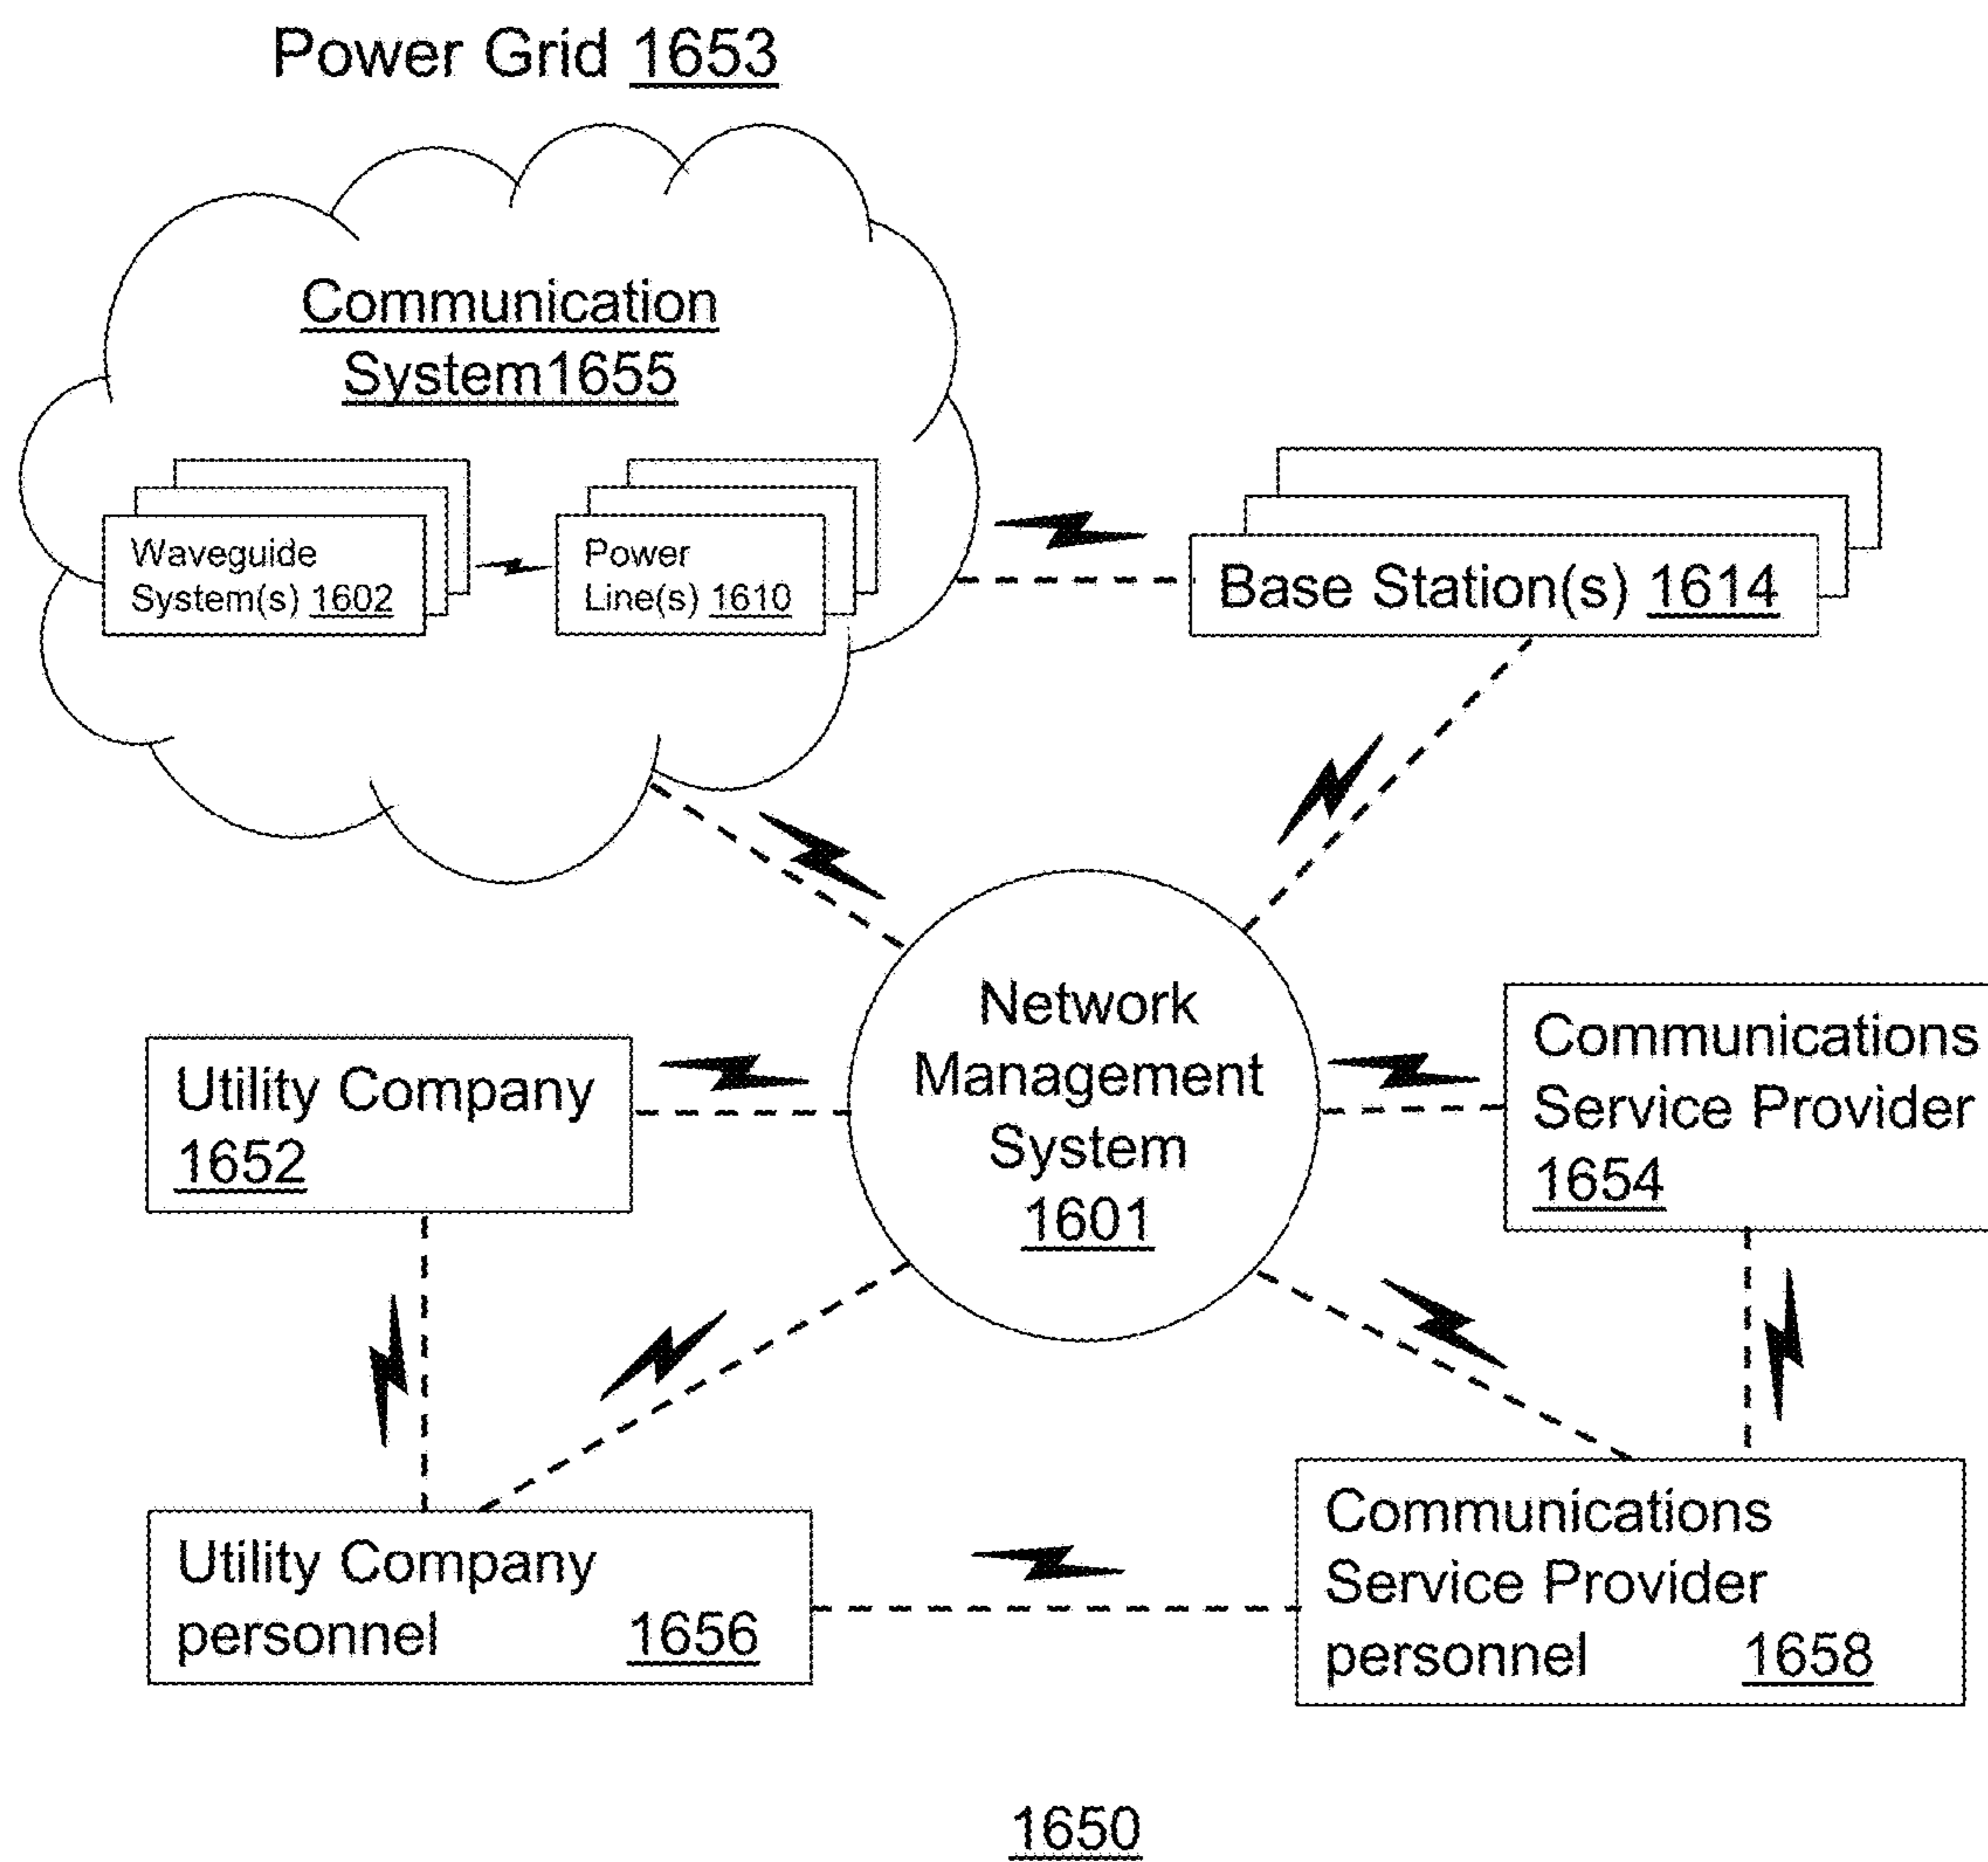 Power Grid 1653
Communication
System1655
Waveguide
System(s) 1602
Power
Line(s) 1610
Base Station(s) 1614
Network
Management
System
1601
Utility Company
1652
Communications
Service Provider
1654
Utility Company
personnel 1656
Communications
Service Provider
personnel 1658
1650